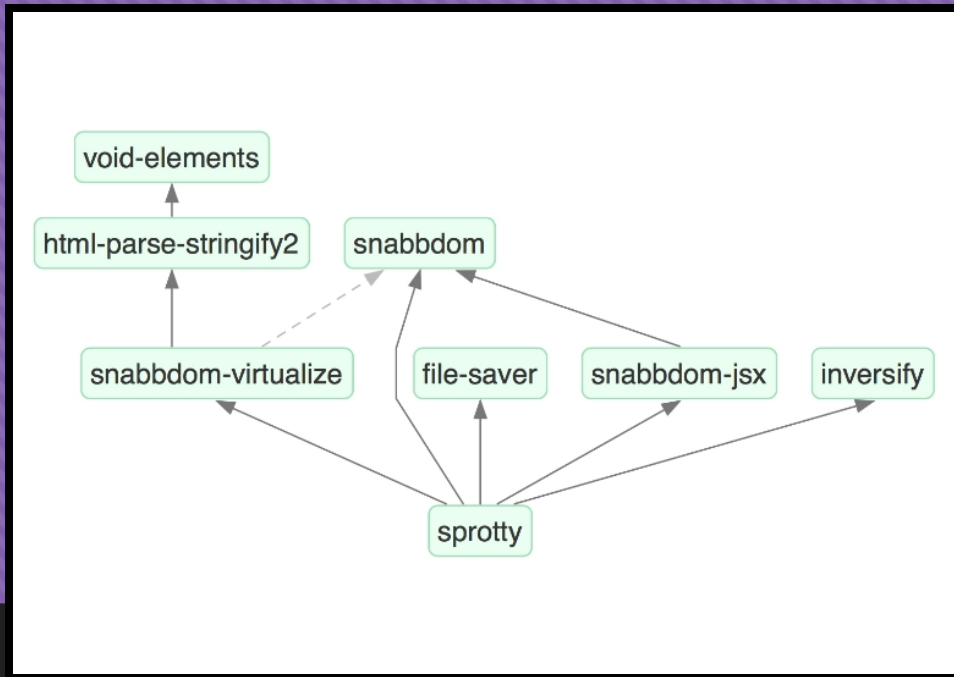 void-elements
html-parse-stringify2
snabbdom
snabbdom-virtualize
file-saver
snabbdom-jsx
inversify
sprotty